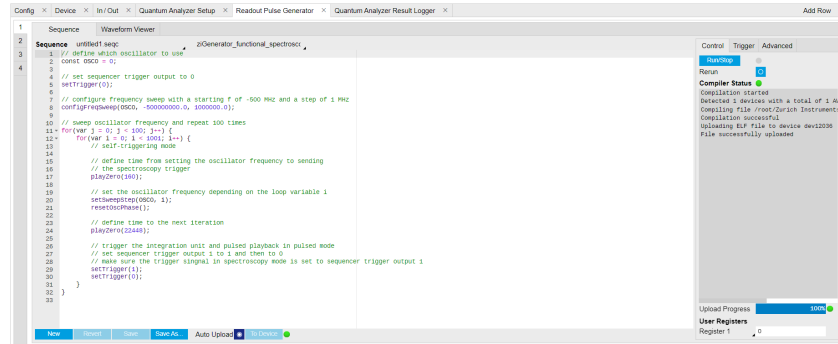 Config × Device × In / Out × Quantum Analyzer Setup × Readout Pulse Generator × Quantum Analyzer Result Logger × Add Row
1
2
3
4
Sequence Waveform Viewer
Sequence untitled1.seqc
1 // define which oscillator to use
2 const OSC0 = 0;
3
4 // set sequencer trigger output to 0
5 setTrigger(0);
6
7 // configure frequency sweep with a starting f of -500 MHz and a step of 1 MHz
8 configFreqSweep(OSC0, -500000000.0, 1000000.0);
9
10 // sweep oscillator frequency and repeat 100 times
11 for(var j = 0; j < 100; j++) {
12 for(var i = 0; i < 1001; i++) {
13 // self-triggering mode
14
15 // define time from setting the oscillator frequency to sending
16 // the spectroscopy trigger
17 playZero(160);
18
19 // set the oscillator frequency depending on the loop variable i
20 setSweepStep(OSC0, i);
21 resetOscPhase();
22
23 // define time to the next iteration
24 playZero(22448);
25
26 // trigger the integration unit and pulsed playback in pulsed mode
27 // set sequencer trigger output 1 to 1 and then to 0
28 // make sure the trigger singnal in spectroscopy mode is set to sequencer trigger output 1
29 setTrigger(1);
30 setTrigger(0);
31 }
32 }
33
New Revert Save Save As... Auto Upload To Device
Control Trigger Advanced
Run/Stop
Rerun
Compiler Status
Compilation started
Detected 1 devices with a total of 1 AW
Compiling file /root/Zurich Instrument
Compilation successful
Uploading ELF file to device dev12036
File successfully uploaded
Upload Progress 100%
User Registers
Register 1 0